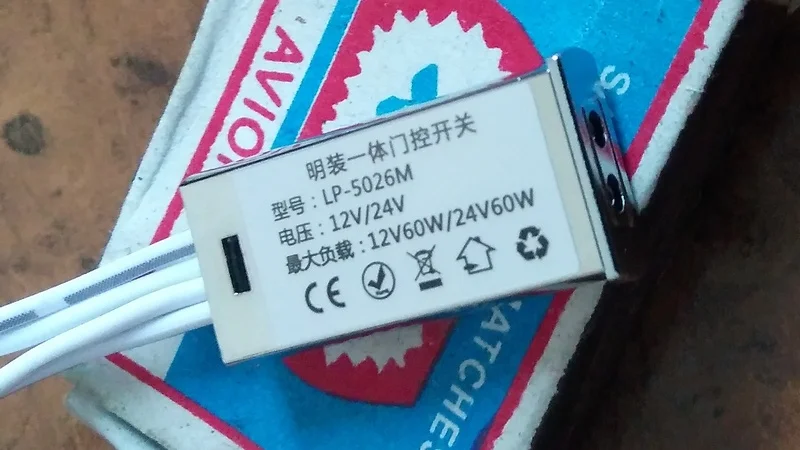 AVION
明装一体门控开关
型号：LP-5026M
电压：12V/24V
最大负载：12V60W/24V60W
CE